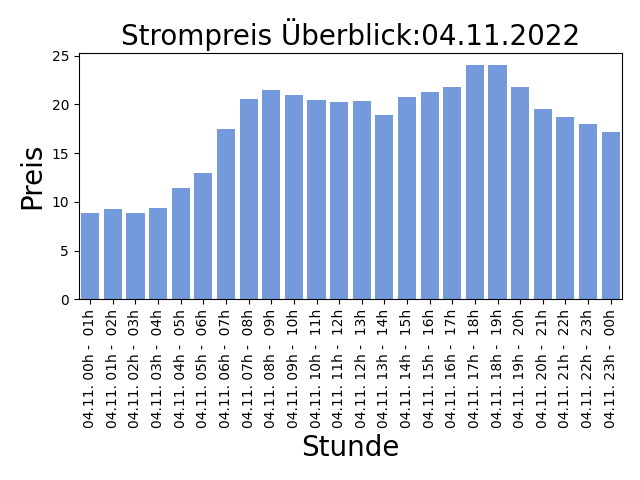 Strompreis Überblick:04.11.2022
Preis
25
20
15
10
5
0
04.11. 00h - 01h
04.11. 01h - 02h
04.11. 02h - 03h
04.11. 03h - 04h
04.11. 04h - 05h
04.11. 05h - 06h
04.11. 06h - 07h
04.11. 07h - 08h
04.11. 08h - 09h
04.11. 09h - 10h
04.11. 10h - 11h
04.11. 11h - 12h
04.11. 12h - 13h
04.11. 13h - 14h
04.11. 14h - 15h
04.11. 15h - 16h
04.11. 16h - 17h
04.11. 17h - 18h
04.11. 18h - 19h
04.11. 19h - 20h
04.11. 20h - 21h
04.11. 21h - 22h
04.11. 22h - 23h
04.11. 23h - 00h
Stunde